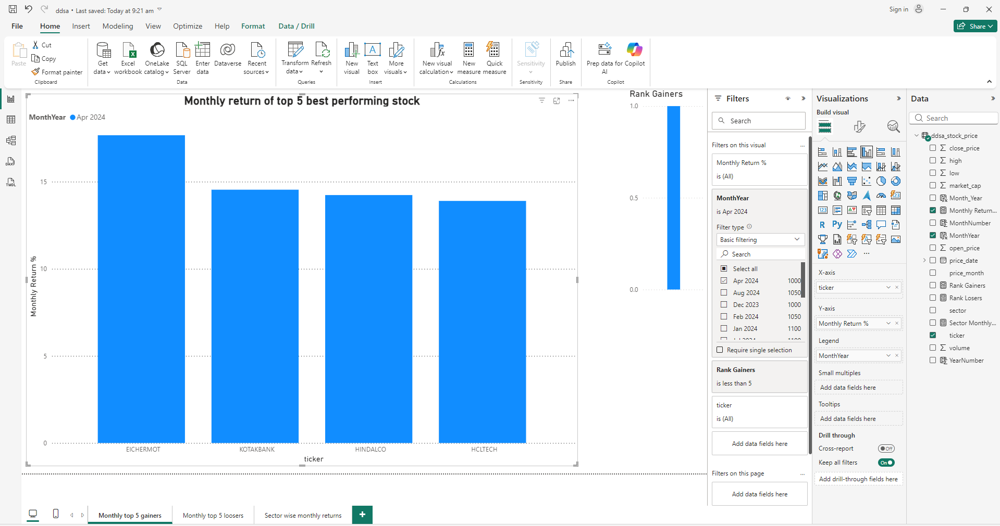 ddsa • Last saved: Today at 9:21 am
Sign in
File
Home
Insert
Modeling
View
Optimize
Help
Format
Data / Drill
Share
Paste
Cut
Copy
Format painter
Clipboard
Get data
Excel workbook
OneLake catalog
SQL Server
Enter data
Dataverse
Recent sources
Data
Transform data
Refresh
Queries
New visual
Text box
More visuals
Insert
New visual calculation
New measure
Quick measure
Calculations
Sensitivity
Sensitivity
Publish
Share
Prep data for AI
Copilot
Copilot
DAX
TMDL
Monthly return of top 5 best performing stock
MonthYear
Apr 2024
Monthly Return %
15
10
5
0
EICHERMOT
KOTAKBANK
HINDALCO
HCLTECH
ticker
Rank Gainers
1.0
0.5
0.0
Filters
Search
Filters on this visual
Monthly Return %
is (All)
MonthYear
is Apr 2024
Filter type
Basic filtering
Search
Select all
Apr 2024 1000
Aug 2024 1050
Dec 2023 1000
Feb 2024 1050
Jan 2024 1100
Require single selection
Rank Gainers
is less than 5
ticker
is (All)
Add data fields here
Filters on this page
Add data fields here
Visualizations
Build visual
123
123
R
Py
X-axis
ticker
Y-axis
Monthly Return %
Legend
MonthYear
Small multiples
Add data fields here
Tooltips
Add data fields here
Drill through
Cross-report
Off
Keep all filters
On
Add drill-through fields here
Data
Search
ddsa_stock_price
close_price
high
low
market_cap
Month_Year
Monthly Return...
MonthNumber
MonthYear
open_price
price_date
price_month
Rank Gainers
Rank Losers
sector
Sector Monthly...
ticker
volume
YearNumber
Monthly top 5 gainers
Monthly top 5 loosers
Sector wise monthly returns